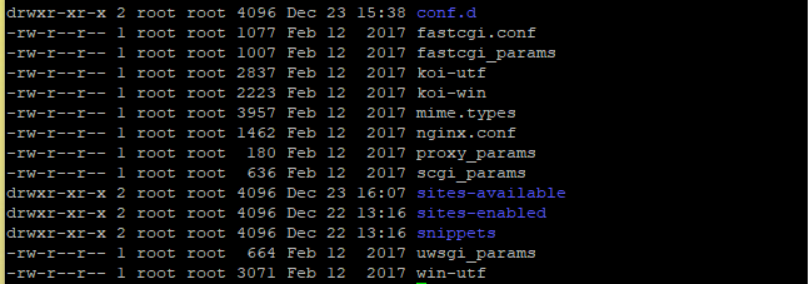 drwxr-xr-x 2 root root 4096 Dec 23 15:38 conf.d
-rw-r--r-- 1 root root 1077 Feb 12  2017 fastcgi.conf
-rw-r--r-- 1 root root 1007 Feb 12  2017 fastcgi_params
-rw-r--r-- 1 root root 2837 Feb 12  2017 koi-utf
-rw-r--r-- 1 root root 2223 Feb 12  2017 koi-win
-rw-r--r-- 1 root root 3957 Feb 12  2017 mime.types
-rw-r--r-- 1 root root 1462 Feb 12  2017 nginx.conf
-rw-r--r-- 1 root root  180 Feb 12  2017 proxy_params
-rw-r--r-- 1 root root  636 Feb 12  2017 scgi_params
drwxr-xr-x 2 root root 4096 Dec 23 16:07 sites-available
drwxr-xr-x 2 root root 4096 Dec 22 13:16 sites-enabled
drwxr-xr-x 2 root root 4096 Dec 22 13:16 snippets
-rw-r--r-- 1 root root  664 Feb 12  2017 uwsgi_params
-rw-r--r-- 1 root root 3071 Feb 12  2017 win-utf